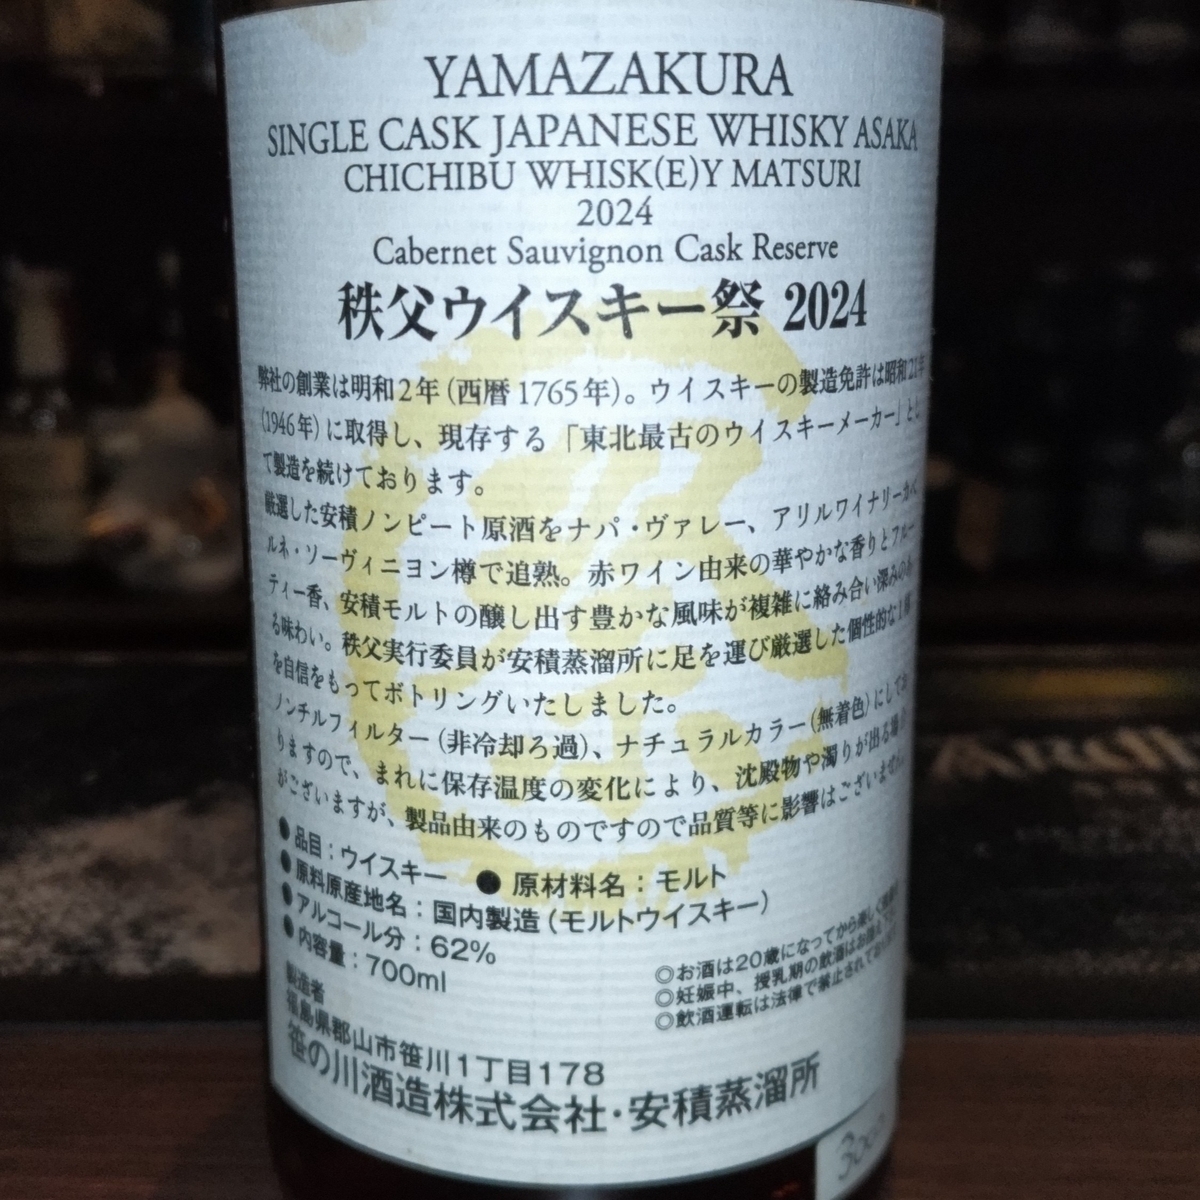 YAMAZAKURA
SINGLE CASK JAPANESE WHISKY ASAKA
CHICHIBU WHISK(E)Y MATSURI
2024
Cabernet Sauvignon Cask Reserve
秩父ウイスキー祭 2024
弊社の創業は明和2年(西暦1765年)。ウイスキーの製造免許は昭和21年
(1946年)に取得し、現存する「東北最古のウイスキーメーカー」とし
て製造を続けております。
厳選した安積ノンピート原酒をナパ・ヴァレー、アリルワイナリーカベ
ルネ・ソーヴィニヨン樽で追熟。赤ワイン由来の華やかな香りとフルー
ティー香、安積モルトの醸し出す豊かな風味が複雑に絡み合い深みのあ
る味わい。秩父実行委員が安積蒸溜所に足を運び厳選した個性的な1樽
を自信をもってボトリングいたしました。
ノンチルフィルター(非冷却ろ過)、ナチュラルカラー(無着色)にしてお
りますので、まれに保存温度の変化により、沈殿物や濁りが出る場合
がございますが、製品由来のものですので品質等に影響はございません。
●品目:ウイスキー ●原材料名:モルト
●原料原産地名:国内製造(モルトウイスキー)
●アルコール分:62%
●内容量:700ml
◎お酒は20歳になってから楽しく
◎妊娠中、授乳期の飲酒はお控え
◎飲酒運転は法律で禁止されて
製造者
福島県郡山市笹川1丁目178
笹の川酒造株式会社・安積蒸溜所